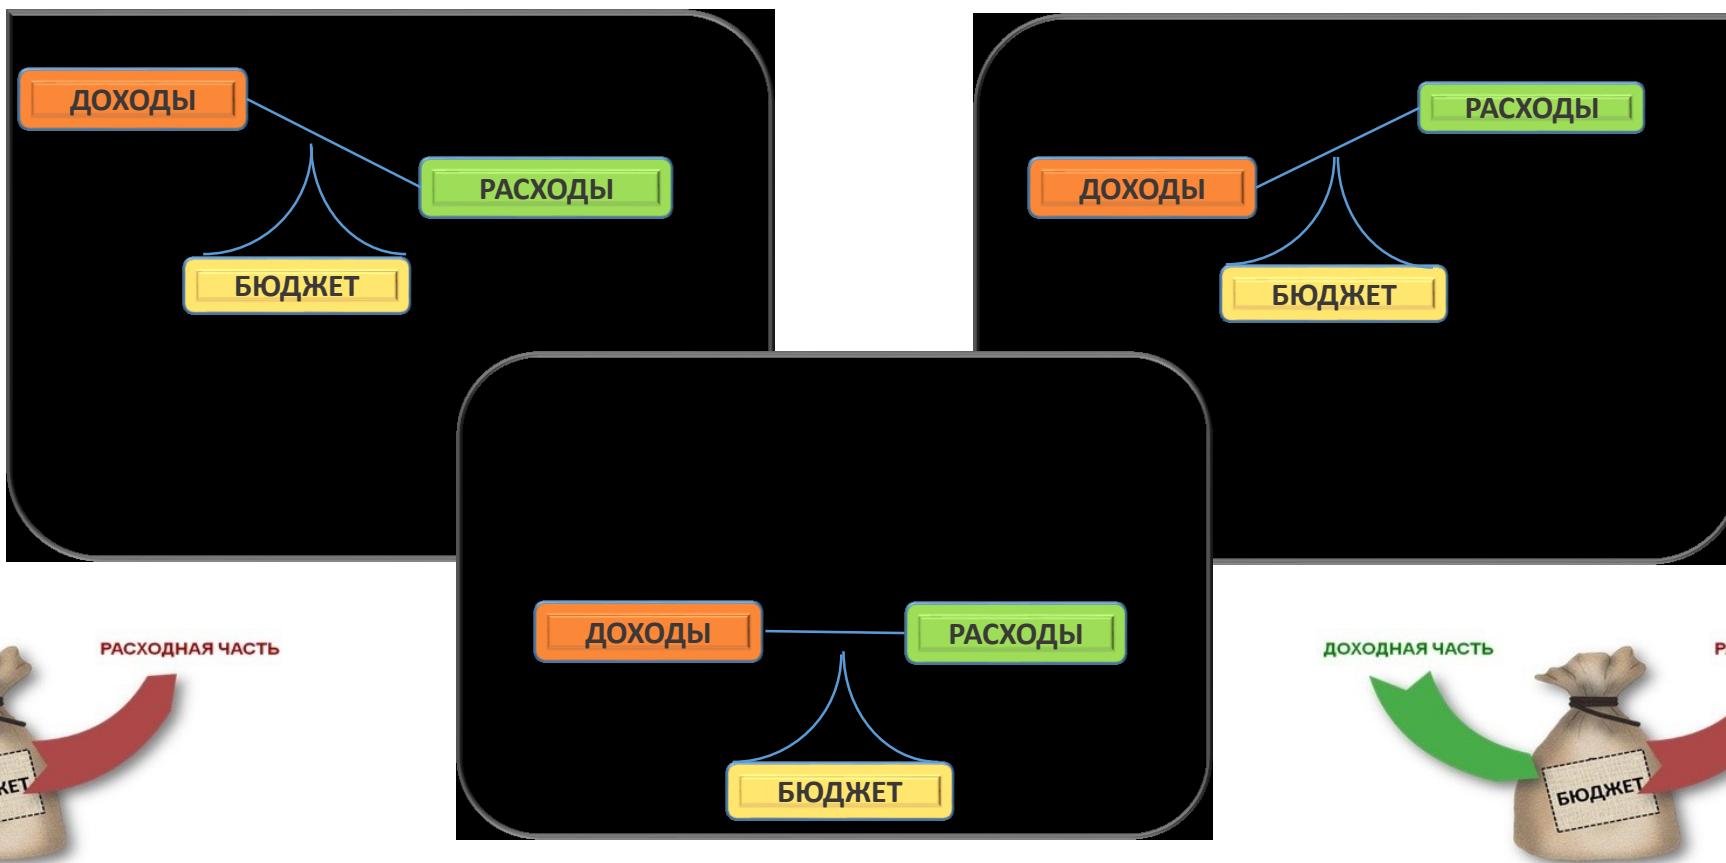 ДОХОДЫ
РАСХОДЫ
БЮДЖЕТ
РАСХОДЫ
ДОХОДЫ
БЮДЖЕТ
ДОХОДЫ
РАСХОДЫ
БЮДЖЕТ
РАСХОДНАЯ ЧАСТЬ
ДОХОДНАЯ ЧАСТЬ
БЮДЖЕТ